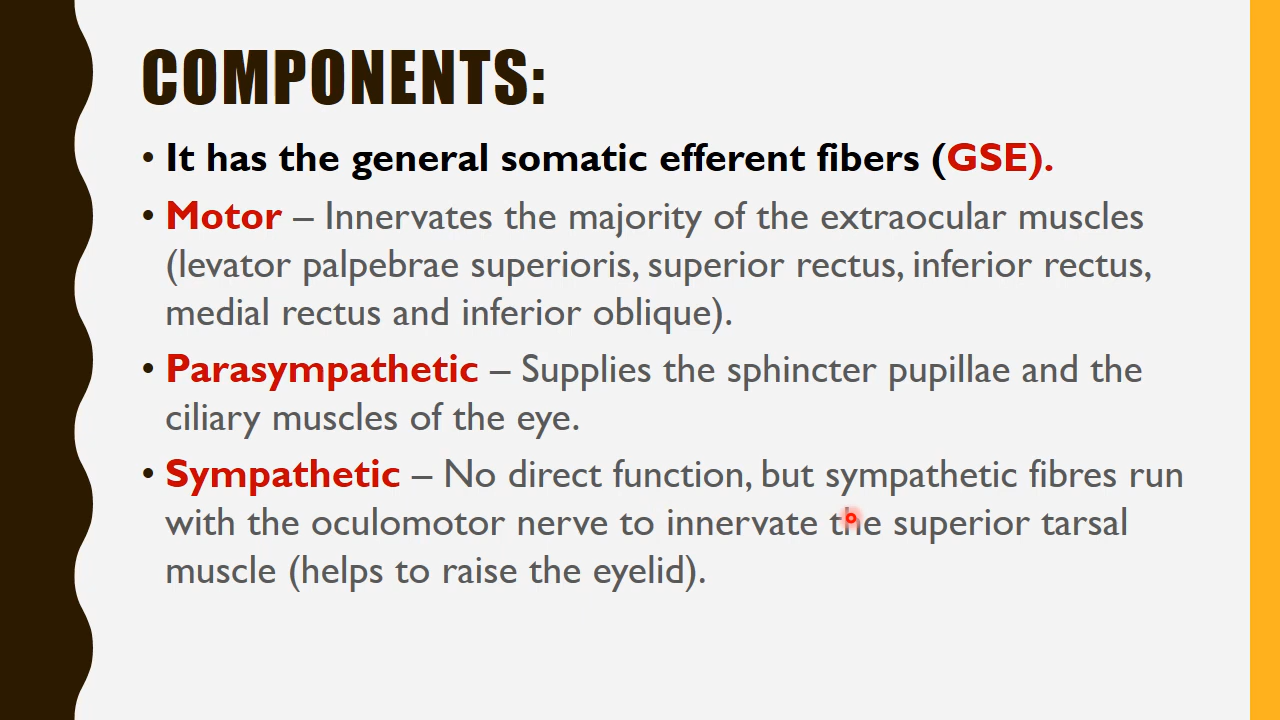 COMPONENTS:
• It has the general somatic efferent fibers (GSE).
• Motor – Innervates the majority of the extraocular muscles
(levator palpebrae superioris, superior rectus, inferior rectus,
medial rectus and inferior oblique).
• Parasympathetic – Supplies the sphincter pupillae and the
ciliary muscles of the eye.
• Sympathetic – No direct function, but sympathetic fibres run
with the oculomotor nerve to innervate the superior tarsal
muscle (helps to raise the eyelid).